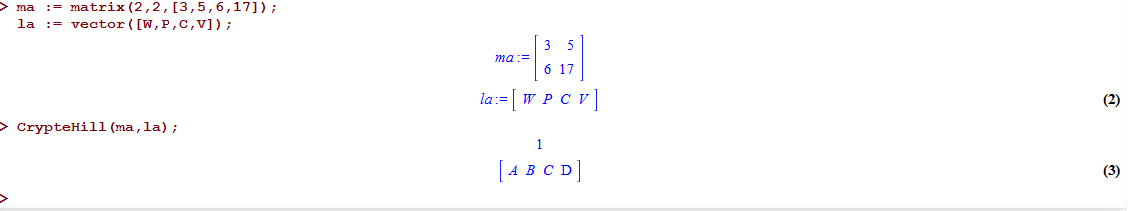 > ma := matrix(2,2,[3,5,6,17]);
la := vector([W,P,C,V]);
ma := [ 3 5
6 17 ]
la := [ W P C V ] (2)
> CrypteHill(ma,la);
1
[ A B C D ] (3)
>